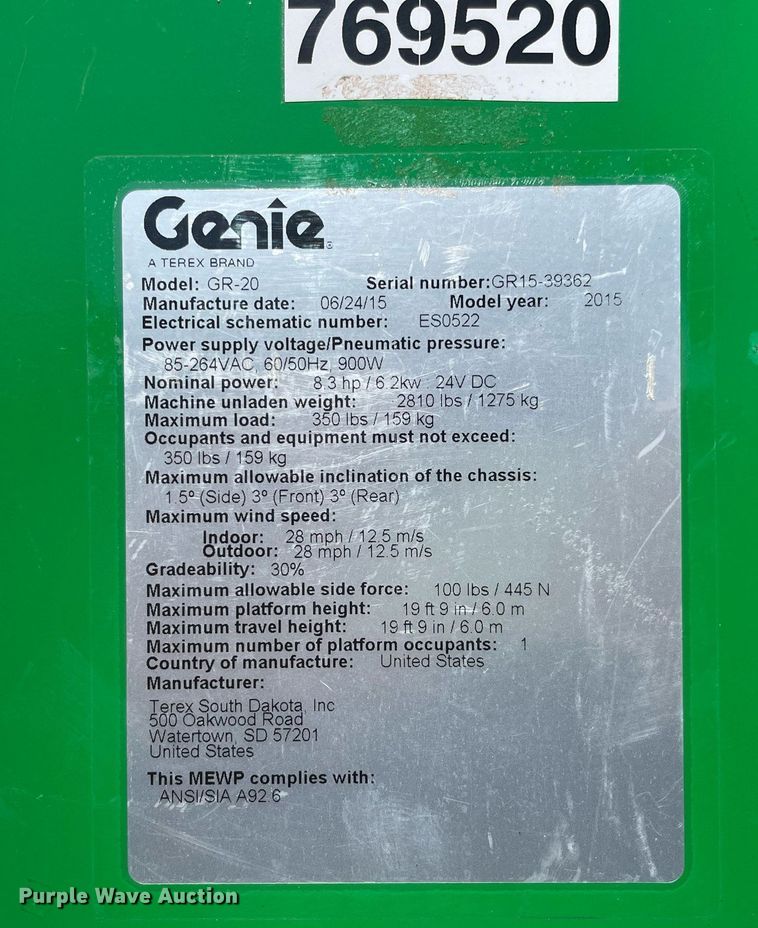 769520
Genie
A TEREX BRAND
Model: GR-20 Serial number:GR15-39362
Manufacture date: 06/24/15 Model year: 2015
Electrical schematic number: ES0522
Power supply voltage/Pneumatic pressure:
85-264VAC, 60/50Hz, 900W
Nominal power: 8.3 hp / 6.2kw : 24V DC
Machine unladen weight: 2810 lbs / 1275 kg
Maximum load: 350 lbs / 159 kg
Occupants and equipment must not exceed:
350 lbs / 159 kg
Maximum allowable inclination of the chassis:
1.5º (Side) 3º (Front) 3º (Rear)
Maximum wind speed:
Indoor: 28 mph / 12.5 m/s
Outdoor: 28 mph / 12.5 m/s
Gradeability: 30%
Maximum allowable side force: 100 lbs / 445 N
Maximum platform height: 19 ft 9 in / 6.0 m
Maximum travel height: 19 ft 9 in / 6.0 m
Maximum number of platform occupants: 1
Country of manufacture: United States
Manufacturer:
Terex South Dakota, Inc
500 Oakwood Road
Watertown, SD 57201
United States
This MEWP complies with:
ANSI/SIA A92.6
Purple Wave Auction